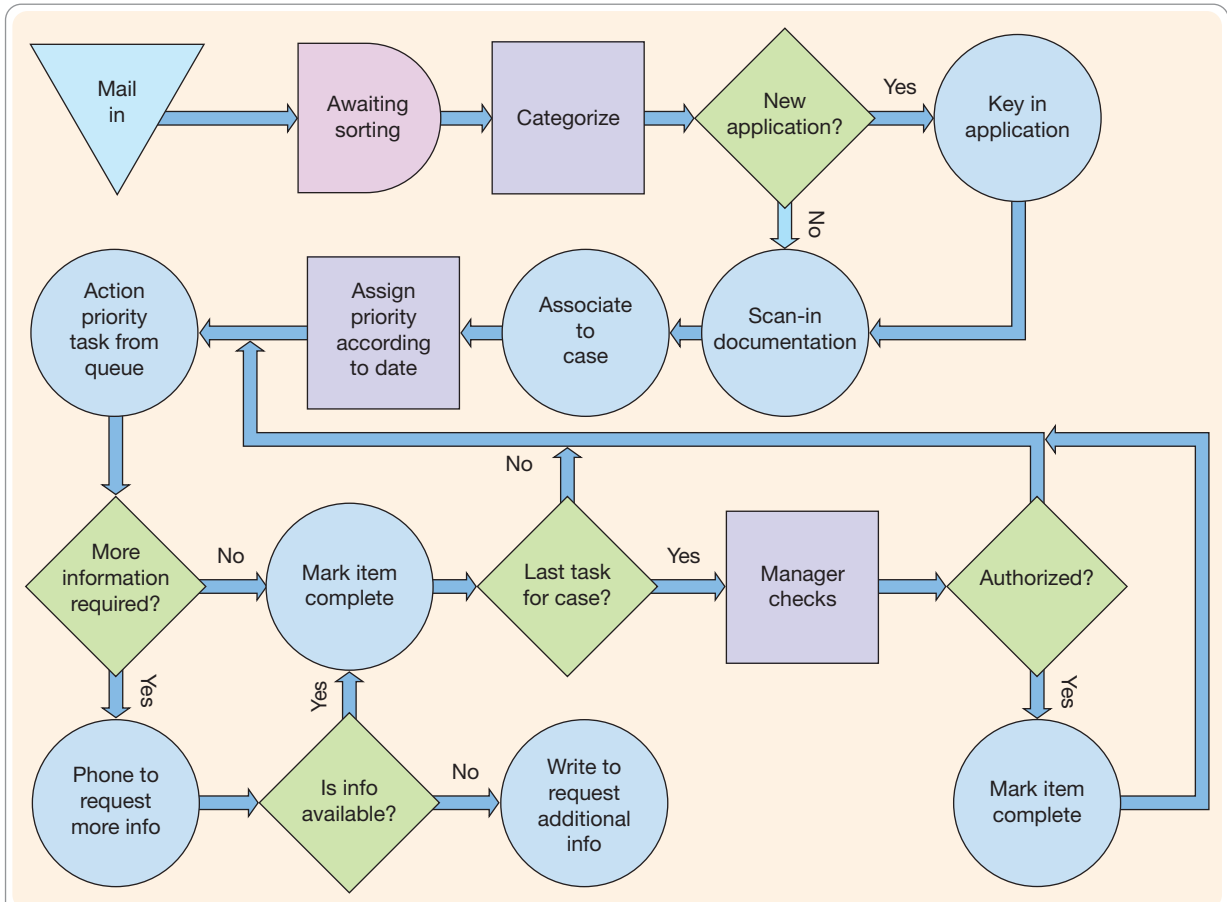 Mail
in
Awaiting
sorting
Categorize
New
application?
Yes
Key in
application
No
Action
priority
task from
queue
Assign
priority
according
to date
Associate
to
case
Scan-in
documentation
More
information
required?
No
Mark item
complete
Last task
for case?
No
Yes
Manager
checks
Authorized?
Yes
Yes
Yes
Phone to
request
more info
Is info
available?
No
Write to
request
additional
info
Mark item
complete